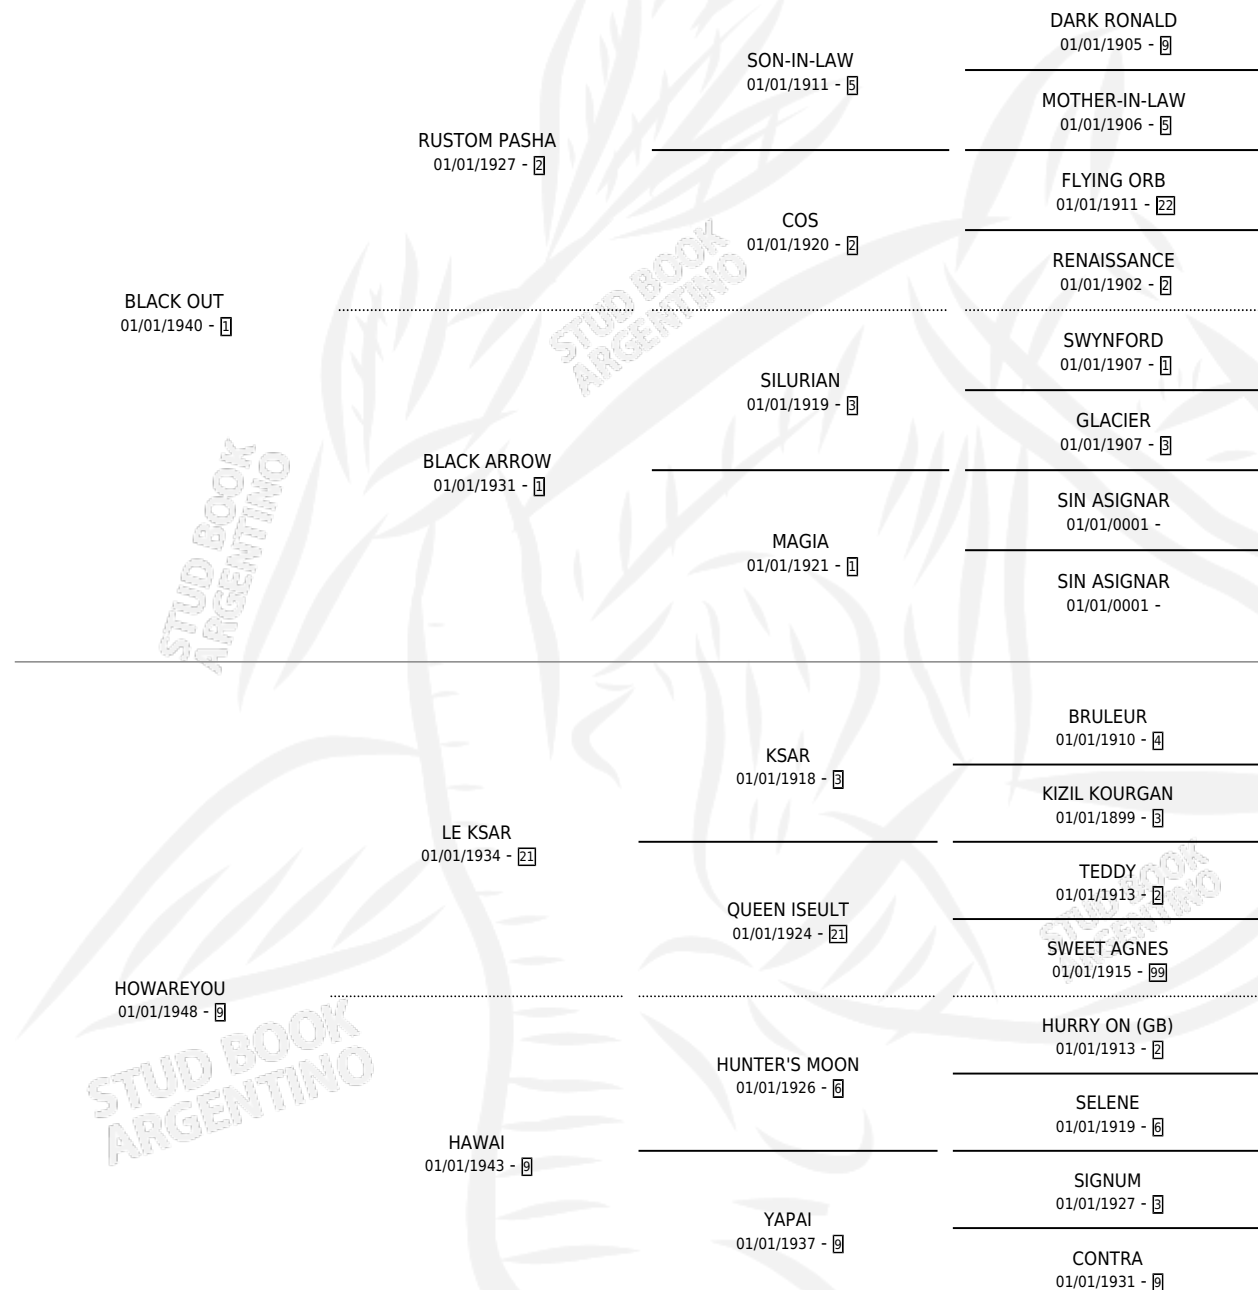 DARK RONALD
01/01/1905 - 9
SON-IN-LAW
01/01/1911 - 5
MOTHER-IN-LAW
01/01/1906 - 5
RUSTOM PASHA
01/01/1927 - 2
FLYING ORB
01/01/1911 - 22
COS
01/01/1920 - 2
RENAISSANCE
01/01/1902 - 2
BLACK OUT
01/01/1940 - 1
SWYNFORD
01/01/1907 - 1
SILURIAN
01/01/1919 - 3
GLACIER
01/01/1907 - 3
BLACK ARROW
01/01/1931 - 1
SIN ASIGNAR
01/01/0001 -
MAGIA
01/01/1921 - 1
SIN ASIGNAR
01/01/0001 -
BRULEUR
01/01/1910 - 4
KSAR
01/01/1918 - 3
KIZIL KOURGAN
01/01/1899 - 3
LE KSAR
01/01/1934 - 21
TEDDY
01/01/1913 - 2
QUEEN ISEULT
01/01/1924 - 21
SWEET AGNES
01/01/1915 - 99
HOWAREYOU
01/01/1948 - 9
HURRY ON (GB)
01/01/1913 - 2
HUNTER'S MOON
01/01/1926 - 6
SELENE
01/01/1919 - 6
HAWAI
01/01/1943 - 9
SIGNUM
01/01/1927 - 3
YAPAI
01/01/1937 - 9
CONTRA
01/01/1931 - 9
STUD BOOK
ARGENTINO
STUD BOOK
ARGENTINO
STUD BOOK
ARGENTINO
STUD BOOK
ARGENTINO